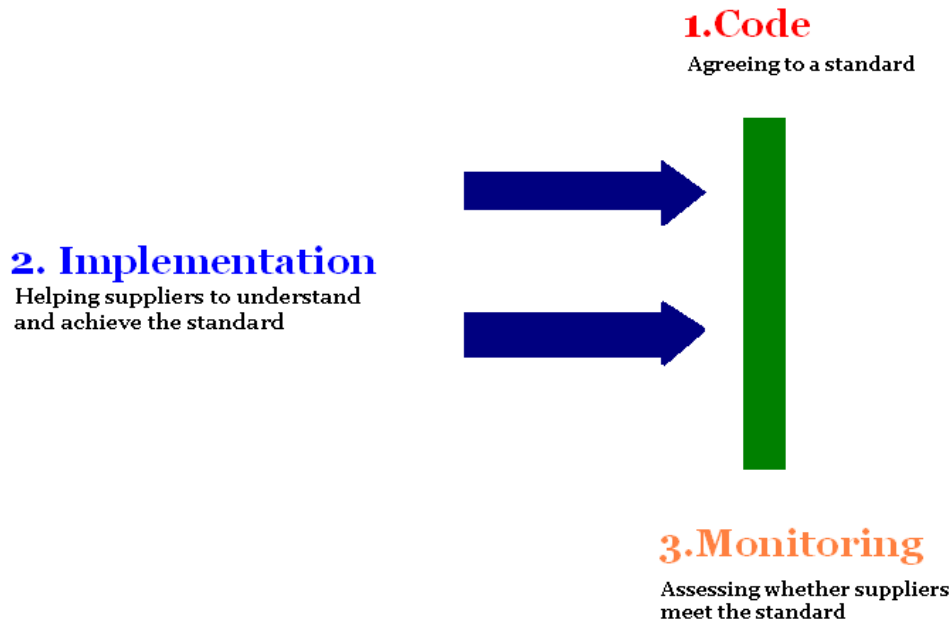 1.Code
Agreeing to a standard
2. Implementation
Helping suppliers to understand
and achieve the standard
3.Monitoring
Assessing whether suppliers
meet the standard